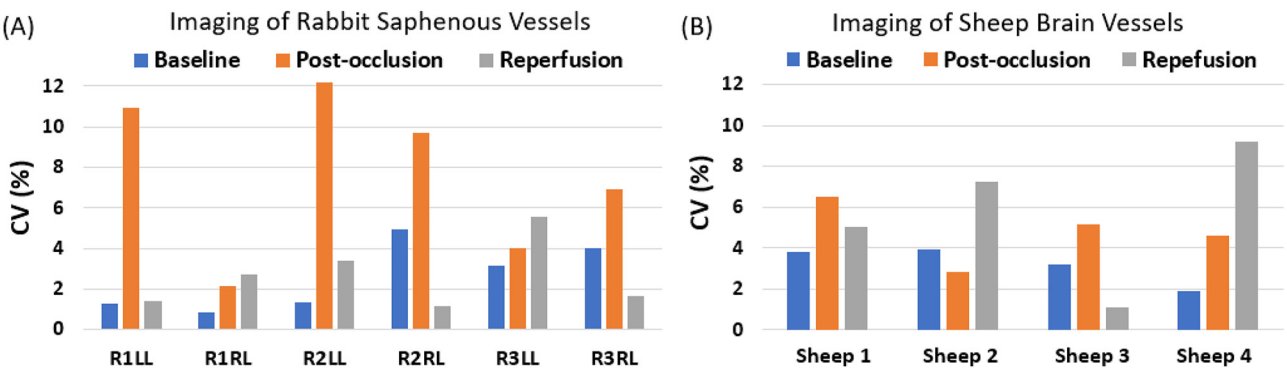 (A) Imaging of Rabbit Saphenous Vessels
Baseline Post-occlusion Reperfusion
CV (%)
12
10
8
6
4
2
0
R1LL R1RL R2LL R2RL R3LL R3RL
(B) Imaging of Sheep Brain Vessels
Baseline Post-occlusion Repefusion
CV (%)
12
10
8
6
4
2
0
Sheep 1 Sheep 2 Sheep 3 Sheep 4